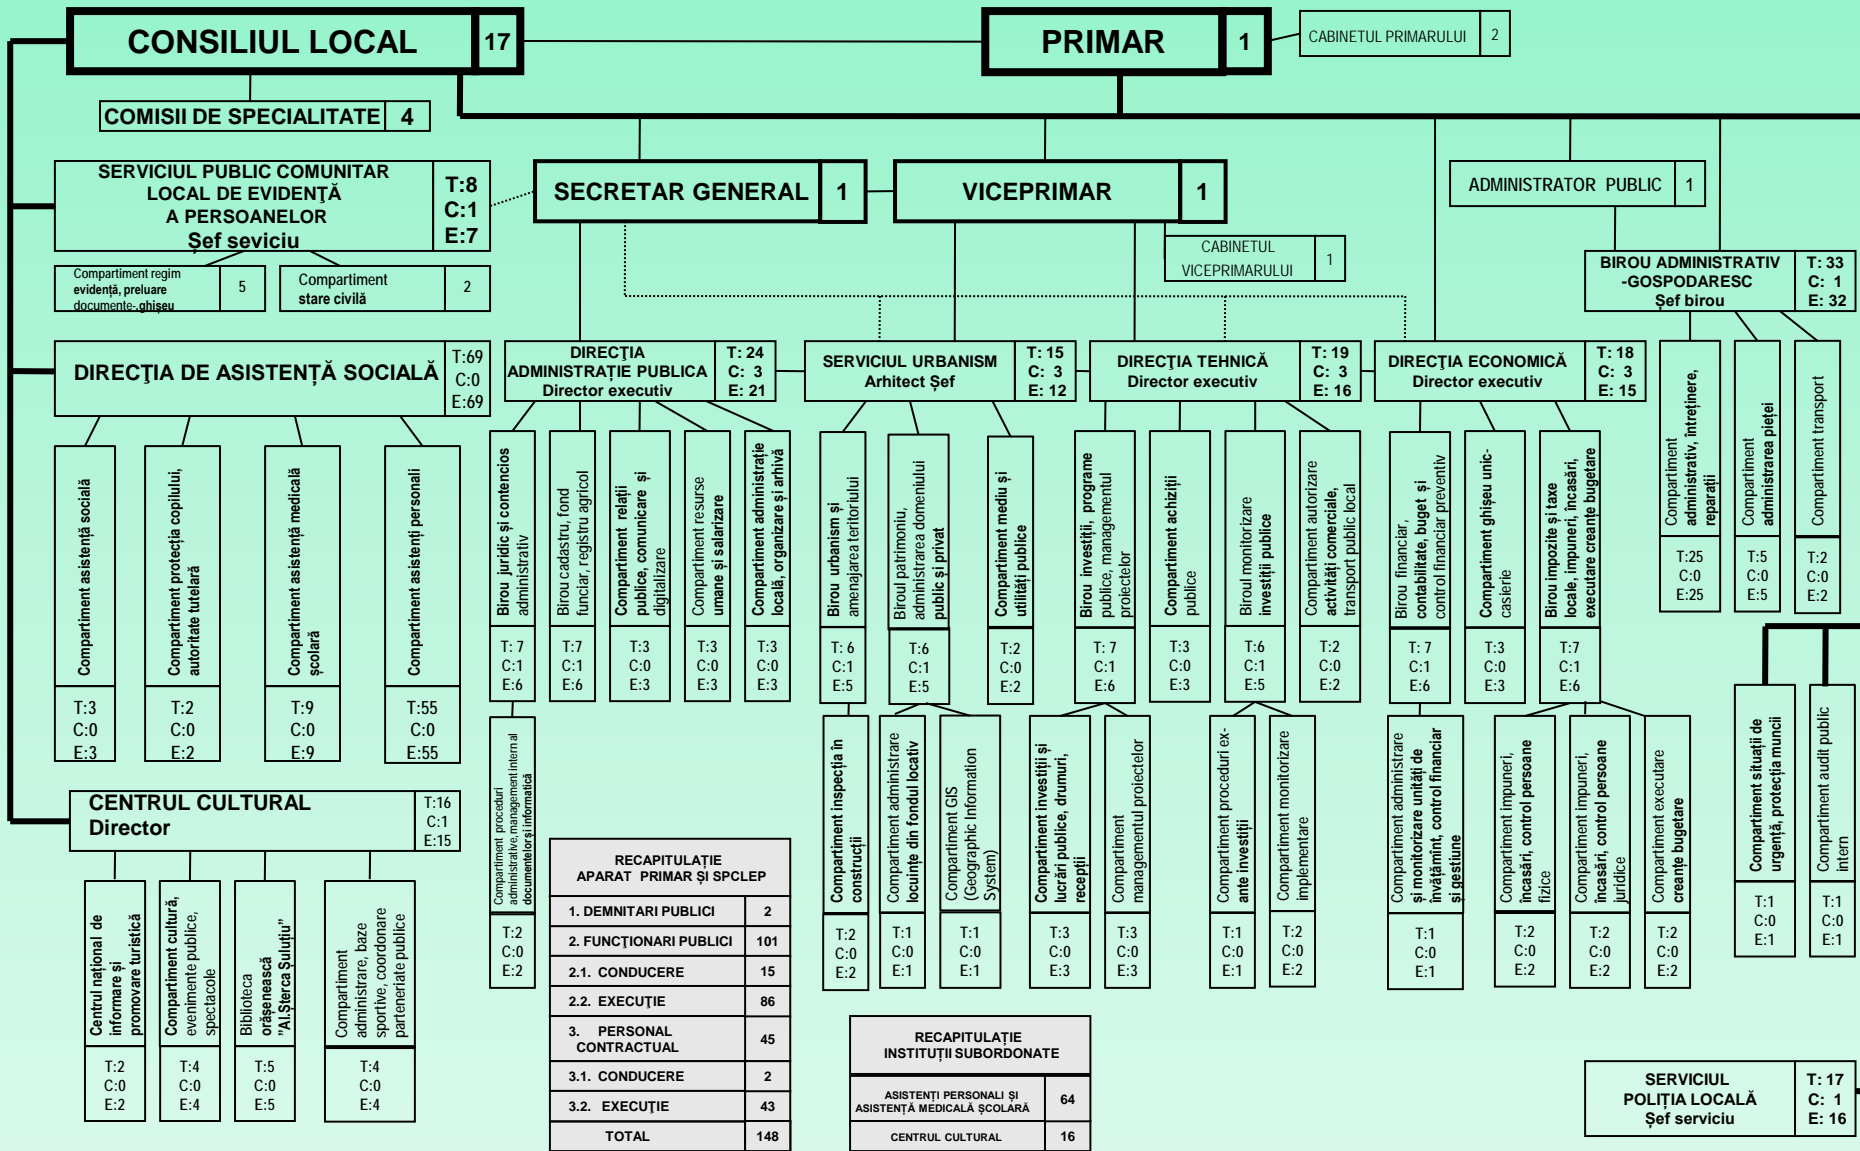 CONSILIUL LOCAL 17
PRIMAR 1
CABINETUL PRIMARULUI 2
COMISII DE SPECIALITATE 4
SERVICIUL PUBLIC COMUNITAR
LOCAL DE EVIDENŢĂ
A PERSOANELOR
Şef seviciu
T:8
C:1
E:7
SECRETAR GENERAL 1
VICEPRIMAR 1
ADMINISTRATOR PUBLIC 1
CABINETUL
VICEPRIMARULUI
1
Compartiment regim
evidenţă, preluare
documente-.ghişeu
5
Compartiment
stare civilă
2
BIROU ADMINISTRATIV
-GOSPODARESC
Şef birou
T: 33
C: 1
E: 32
DIRECŢIA DE ASISTENŢĂ SOCIALĂ
T:69
C:0
E:69
DIRECŢIA
ADMINISTRAŢIE PUBLICA
Director executiv
T: 24
C: 3
E: 21
SERVICIUL URBANISM
Arhitect Şef
T: 15
C: 3
E: 12
DIRECŢIA TEHNICĂ
Director executiv
T: 19
C: 3
E: 16
DIRECŢIA ECONOMICĂ
Director executiv
T: 18
C: 3
E: 15
Compartiment
administrativ, întreţinere,
reparaţii
T:25
C:0
E:25
Compartiment
administrarea pieţei
T:5
C:0
E:5
Compartiment transport
T:2
C:0
E:2
Compartiment asistenţă socială
T:3
C:0
E:3
Compartiment protecţia copilului,
autoritate tutelară
T:2
C:0
E:2
Compartiment asistenţă medicală
şcolară
T:9
C:0
E:9
Compartiment asistenţi personali
T:55
C:0
E:55
Birou juridic şi contencios
administrativ
T: 7
C:1
E:6
Birou cadastru, fond
funciar, registru agricol
T:7
C:1
E:6
Compartiment relaţii
publice, comunicare şi
digitalizare
T:3
C:0
E:3
Compartiment resurse
umane şi salarizare
T:3
C:0
E:3
Compartiment administraţie
locală, organizare şi arhivă
T:3
C:0
E:3
Birou urbanism şi
amenajarea teritoriului
T: 6
C:1
E:5
Biroul patrimoniu,
administrarea domeniului
public şi privat
T:6
C:1
E:5
Compartiment mediu şi
utilităţi publice
T:2
C:0
E:2
Birou investiţii, programe
publice, managementul
proiectelor
T: 7
C:1
E:6
Compartiment achiziţii
publice
T:3
C:0
E:3
Biroul monitorizare
investiţii publice
T:6
C:1
E:5
Compartiment autorizare
activităţi comerciale,
transport public local
T:2
C:0
E:2
Birou financiar,
contabilitate, buget şi
control financiar preventiv
T: 7
C:1
E:6
Compartiment ghişeu unic-
casierie
T:3
C:0
E:3
Birou impozite şi taxe
locale, impuneri, încasări,
executare creanţe bugetare
T:7
C:1
E:6
Compartiment proceduri
administrative, management intern al
documentelor şi informatică
T:2
C:0
E:2
Compartiment inspecţia în
construcţii
T:2
C:0
E:2
Compartiment administrare
locuinţe din fondul locativ
T:1
C:0
E:1
Compartiment GIS
(Geographic Information
System)
T:1
C:0
E:1
Compartiment investiţii şi
lucrări publice, drumuri,
recepţii
T:3
C:0
E:3
Compartiment
managementul proiectelor
T:3
C:0
E:3
Compartiment proceduri ex-
ante investiţii
T:1
C:0
E:1
Compartiment monitorizare
implementare
T:2
C:0
E:2
Compartiment administrare
şi monitorizare unităţi de
învăţămînt, control financiar
şi gestiune
T:1
C:0
E:1
Compartiment impuneri,
încasări, control persoane
fizice
T:2
C:0
E:2
Compartiment impuneri,
încasări, control persoane
juridice
T:2
C:0
E:2
Compartiment executare
creanţe bugetare
T:2
C:0
E:2
Compartiment situaţii de
urgenţă, protecţia muncii
T:1
C:0
E:1
Compartiment audit public
intern
T:1
C:0
E:1
CENTRUL CULTURAL
Director
T:16
C:1
E:15
Centrul naţional de
informare şi
promovare turistică
T:2
C:0
E:2
Compartiment cultură,
evenimente publice,
spectacole
T:4
C:0
E:4
Biblioteca
orăşenească
"Al.Şterca Şuluţiu"
T:5
C:0
E:5
Compartiment
administrare, baze
sportive, coordonare
parteneriate publice
T:4
C:0
E:4
RECAPITULAŢIE
APARAT PRIMAR ŞI SPCLEP
1. DEMNITARI PUBLICI 2
2. FUNCŢIONARI PUBLICI 101
2.1. CONDUCERE 15
2.2. EXECUŢIE 86
3. PERSONAL
CONTRACTUAL
45
3.1. CONDUCERE 2
3.2. EXECUŢIE 43
TOTAL 148
RECAPITULAŢIE
INSTITUŢII SUBORDONATE
ASISTENŢI PERSONALI ŞI
ASISTENŢĂ MEDICALĂ ŞCOLARĂ
64
CENTRUL CULTURAL 16
SERVICIUL
POLIŢIA LOCALĂ
Şef serviciu
T: 17
C: 1
E: 16